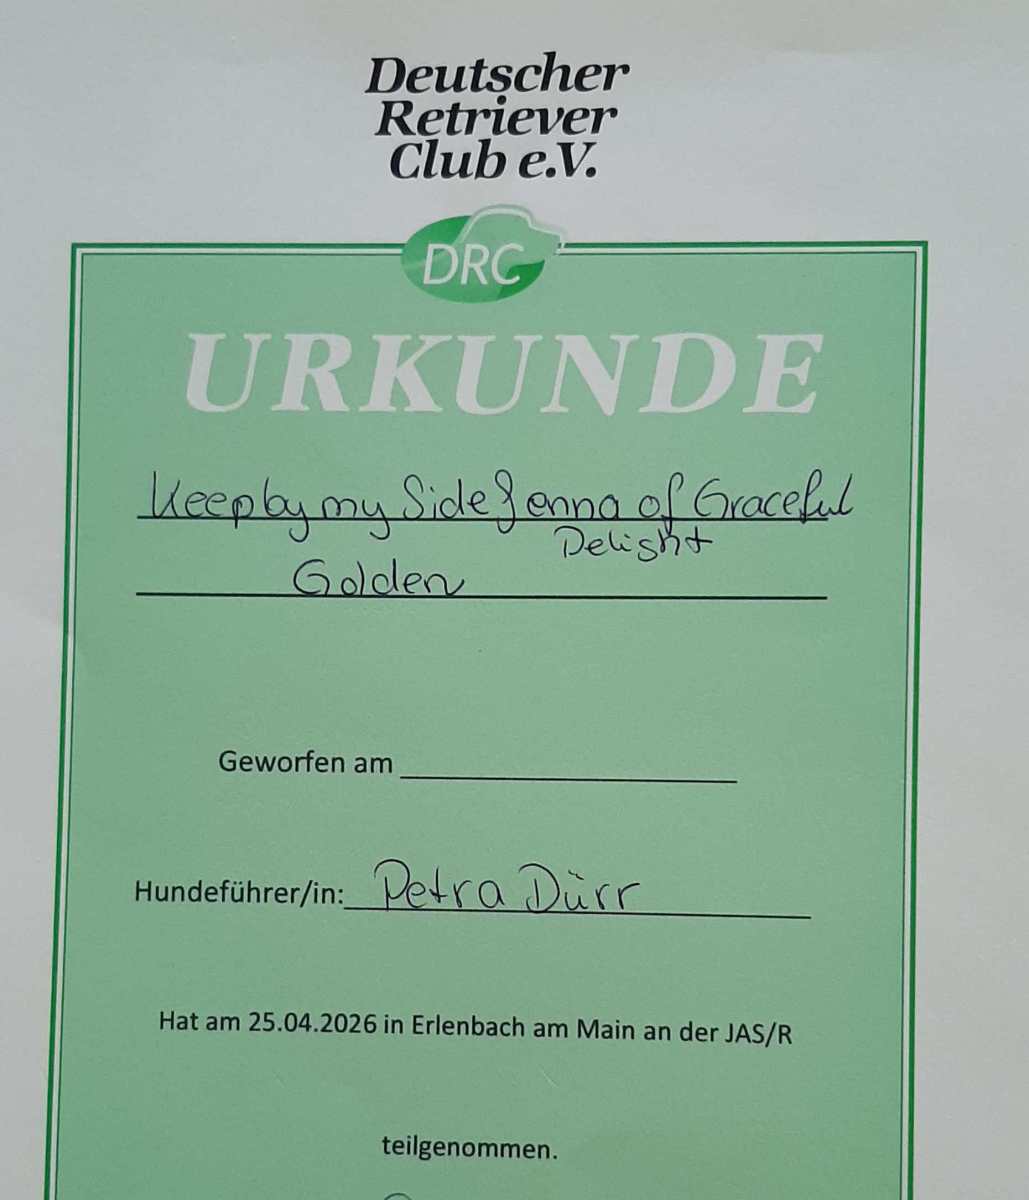 Deutscher
Retriever
Club e.V.
DRC
URKUNDE
Keep by my Side Jenna of Graceful
Delight
Golden
Geworfen am
Hundeführer/in: Petra Dürr
Hat am 25.04.2026 in Erlenbach am Main an der JAS/R
teilgenommen.